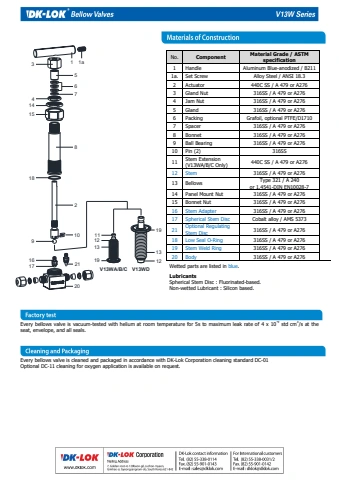 DK-LOK® Bellow Valves
V13W Series
Materials of Construction
No. Component Material Grade / ASTM specification
1 Handle Aluminum Blue-anodized / B211
1a. Set Screw Alloy Steel / ANSI 18.3
2 Actuator 440C SS / A 479 or A276
3 Gland Nut 316SS / A 479 or A276
4 Jam Nut 316SS / A 479 or A276
5 Gland 316SS / A 479 or A276
6 Packing Grafoil, optional PTFE/D1710
7 Spacer 316SS / A 479 or A276
8 Bonnet 316SS / A 479 or A276
9 Ball Bearing 316SS / A 479 or A276
10 Pin (2) 316SS
11 Stem Extension (V13WA/B/C Only) 440C SS / A 479 or A276
12 Stem 316SS / A 479 or A276
13 Bellows Type 321 / A 240
or 1.4541-DIN EN10028-7
14 Panel Mount Nut 316SS / A 479 or A276
15 Bonnet Nut 316SS / A 479 or A276
16 Stem Adapter 316SS / A 479 or A276
17 Spherical Stem Disc Cobalt alloy / AMS 5373
21 Optional Regulating Stem Disc 316SS / A 479 or A276
18 Low Seal O-Ring 316SS / A 479 or A276
19 Stem Weld Ring 316SS / A 479 or A276
20 Body 316SS / A 479 or A276
Wetted parts are listed in blue.
Lubricants
Spherical Stem Disc : Fluorinated-based.
Non-wetted Lubricant : Silicon based.
3
1
1a
5
6
7
4
14
15
8
18
2
10
9
16
17
21
20
11
12
13
19
19
13
12
V13WA/B/C
V13WD
Factory test
Every bellows valve is vacuum-tested with helium at room temperature for 5s to maximum leak rate of 4 x 10⁻⁹ std cm³/s at the
seat, envelope, and all seals.
Cleaning and Packaging
Every bellows valve is cleaned and packaged in accordance with DK-Lok Corporation cleaning standard DC-01
Optional DC-11 cleaning for oxygen application is available on request.
DK-LOK®
www.dklok.com
DK-LOK® Corporation
Mailing Address
DK-Lok contact information
Tel. (82) 55-338-0114
Fax. (82) 55-901-0143
E-mail : sales@dklok.com
For International customers
Tel. (82) 55-338-0031/2
Fax. (82) 55-901-0142
E-mail : dklok@dklok.com